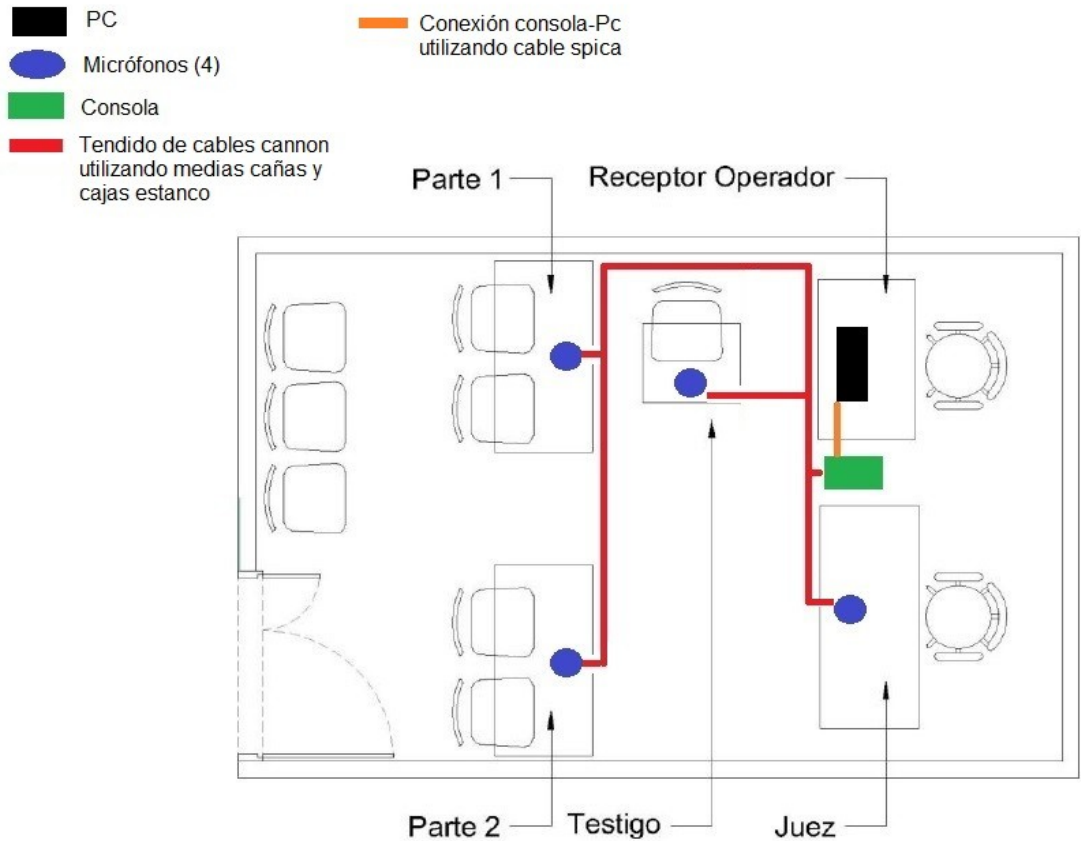 PC
Micrófonos (4)
Consola
Tendido de cables cannon
utilizando medias cañas y
cajas estanco
Conexión consola-Pc
utilizando cable spica
Parte 1
Receptor Operador
Parte 2
Testigo
Juez